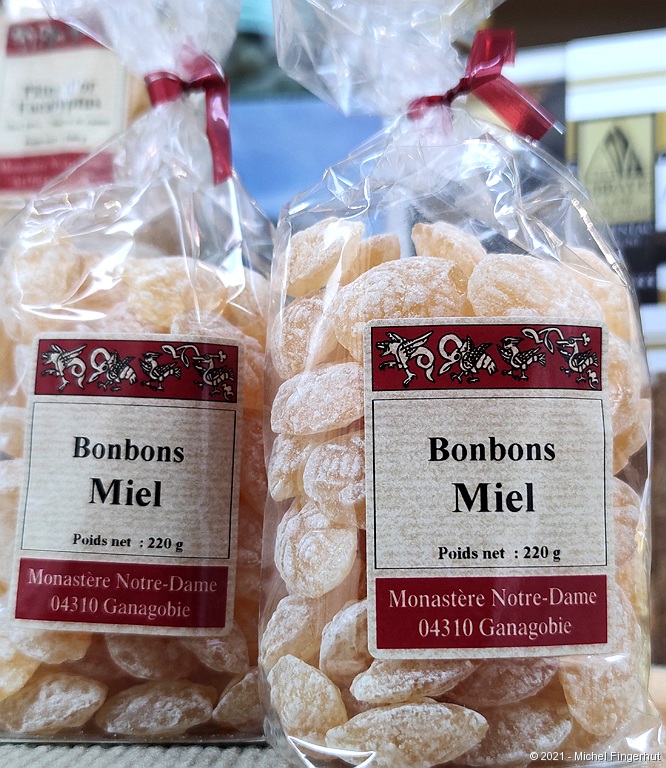 Bonbons
Miel
Poids net : 220 g
Monastère Notre-Dame
04310 Ganagobie
Bonbons
Miel
Poids net : 220 g
Monastère Notre-Dame
04310 Ganagobie
© 2021 - Michel Fingerhut